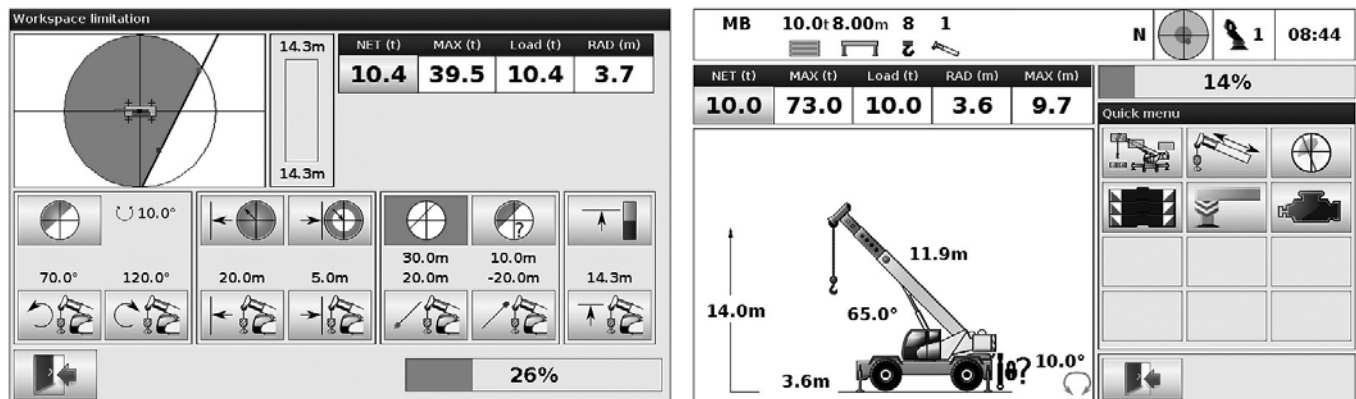 Workspace limitation
14.3m
14.3m
NET (t) MAX (t) Load (t) RAD (m)
10.4 39.5 10.4 3.7
10.0°
?
30.0m 10.0m
70.0° 120.0° 20.0m 5.0m 20.0m -20.0m 14.3m
26%
MB 10.0t 8.00m 8 1
N 1 08:44
NET (t) MAX (t) Load (t) RAD (m) MAX (m)
10.0 73.0 10.0 3.6 9.7
14%
Quick menu
11.9m
14.0m
65.0°
? 10.0°
3.6m